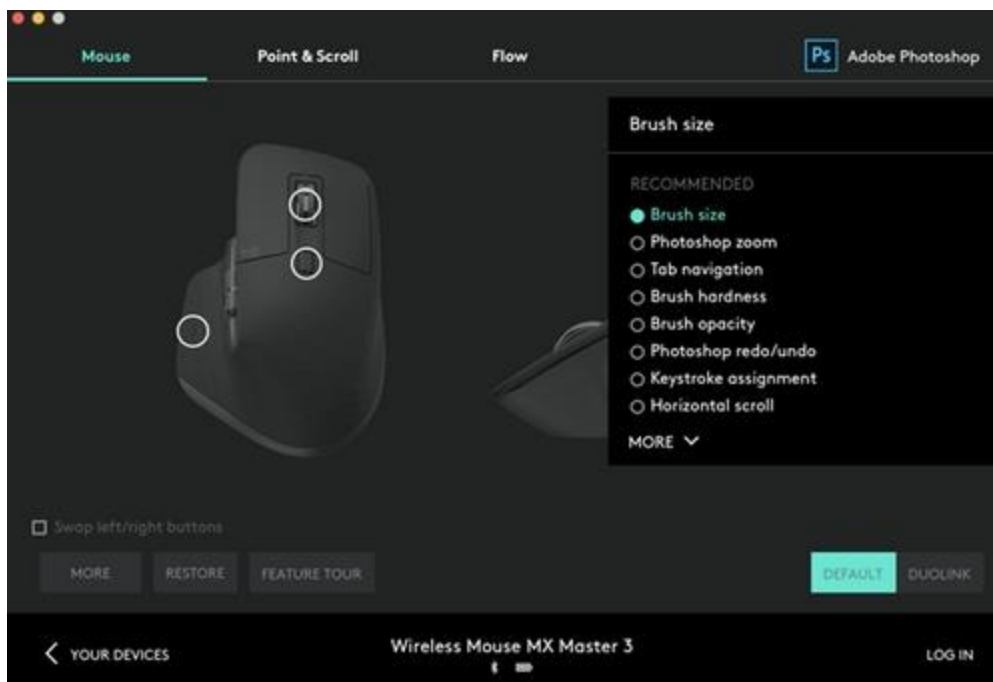 Mouse
Point & Scroll
Flow
Ps Adobe Photoshop
Brush size
RECOMMENDED
Brush size
Photoshop zoom
Tab navigation
Brush hardness
Brush opacity
Photoshop redo/undo
Keystroke assignment
Horizontal scroll
MORE
Swap left/right buttons
MORE
RESTORE
FEATURE TOUR
DEFAULT
DUOLINK
YOUR DEVICES
Wireless Mouse MX Master 3
LOG IN